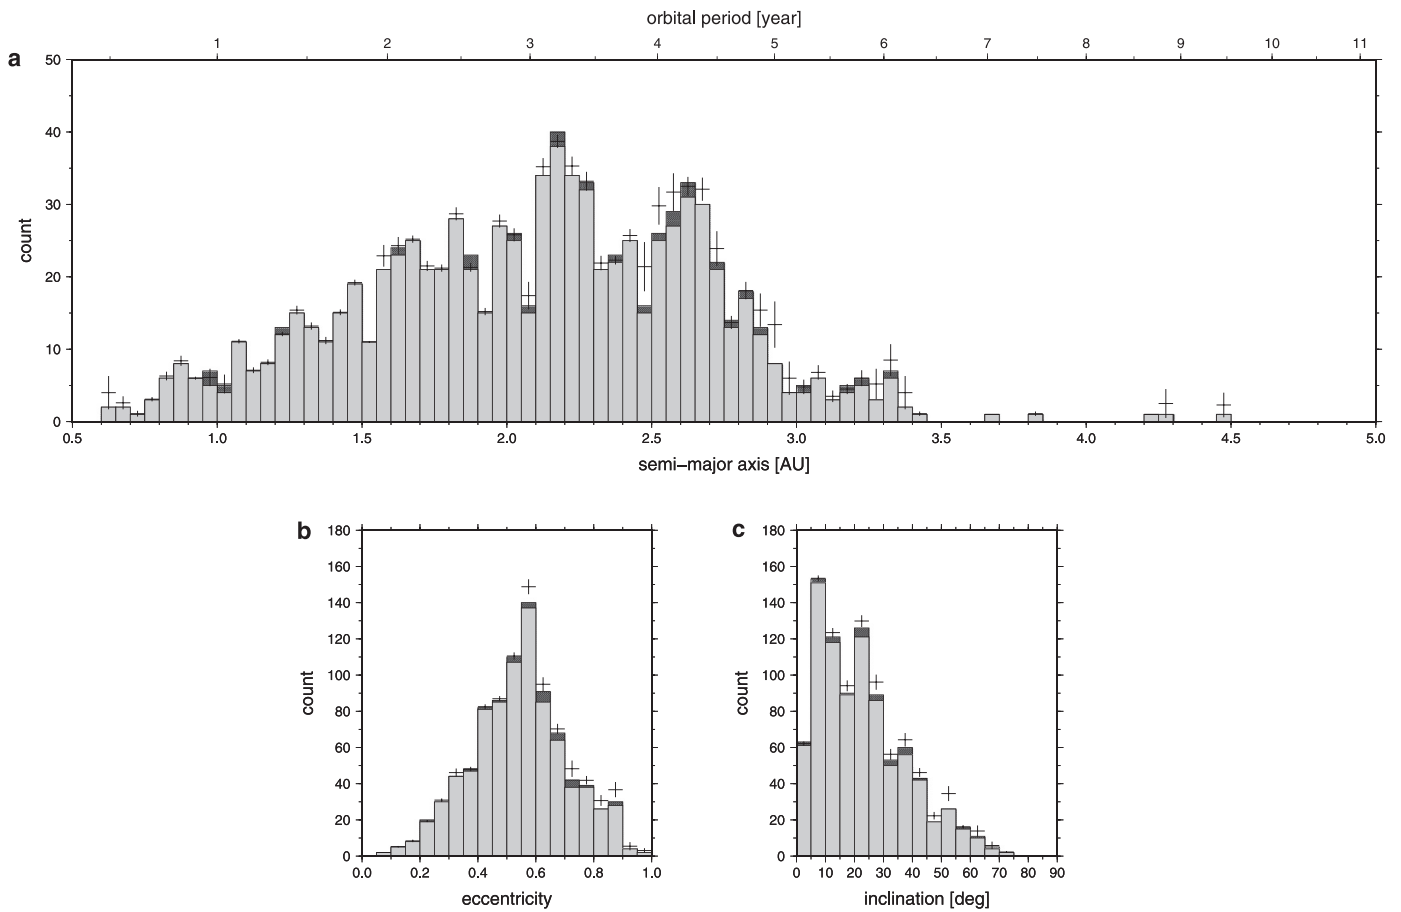 orbital period [year]
1 2 3 4 5 6 7 8 9 10 11
a
50
40
30
20
10
0
count
0.5 1.0 1.5 2.0 2.5 3.0 3.5 4.0 4.5 5.0
semi−major axis [AU]
b
180
160
140
120
100
80
60
40
20
0
count
0.0 0.2 0.4 0.6 0.8 1.0
eccentricity
c
180
160
140
120
100
80
60
40
20
0
count
0 10 20 30 40 50 60 70 80 90
inclination [deg]